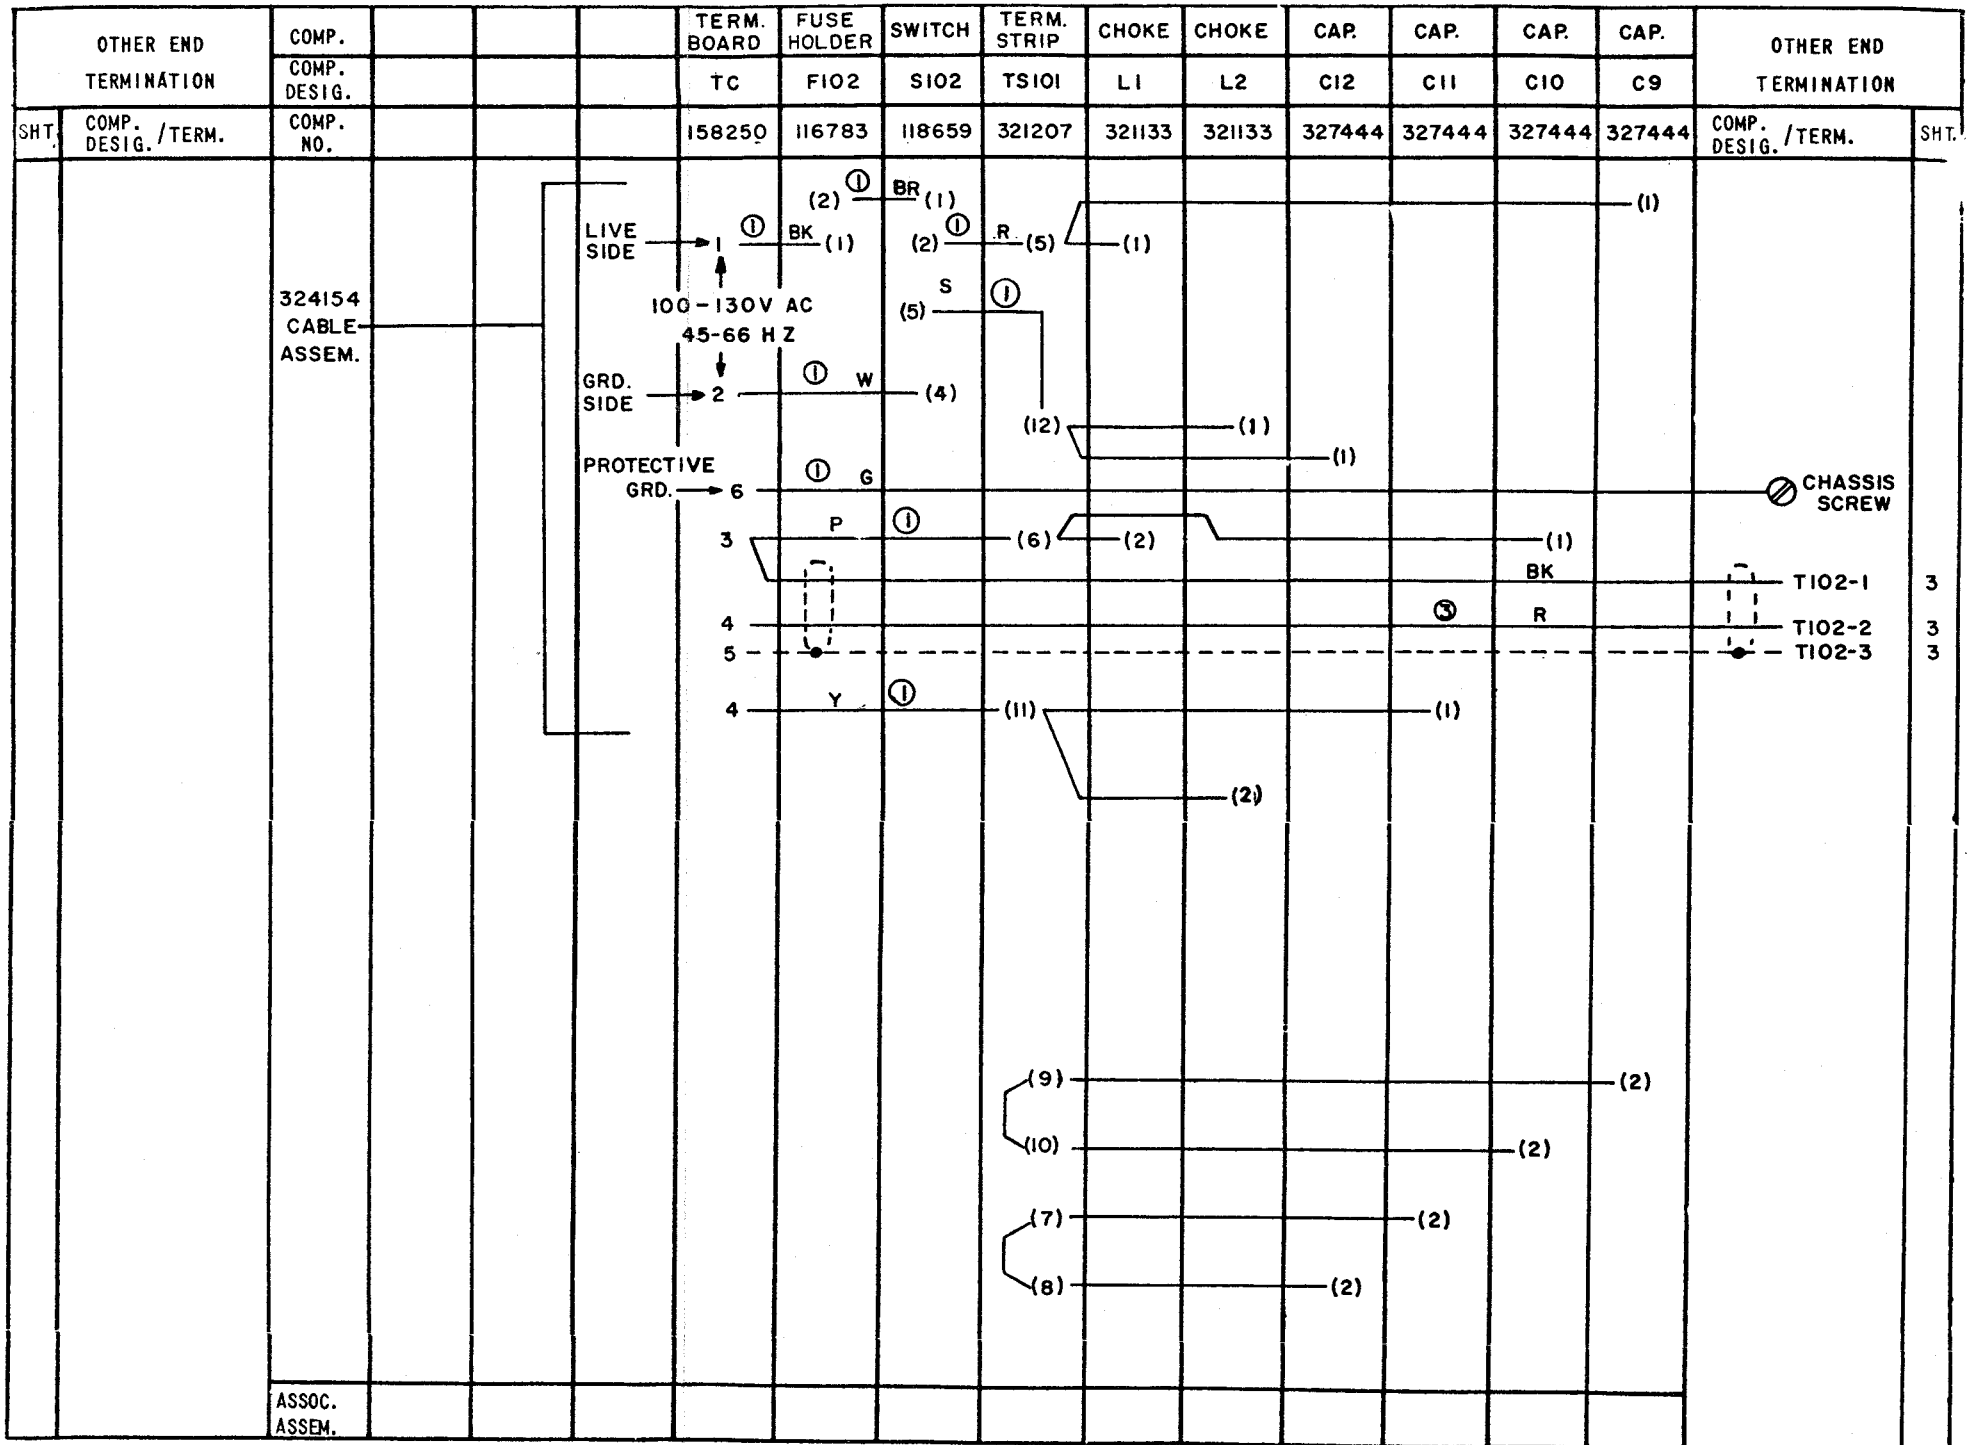 OTHER END
TERMINATION
COMP.
TERM.
BOARD
FUSE
HOLDER
SWITCH
TERM.
STRIP
CHOKE
CHOKE
CAP.
CAP.
CAP.
CAP.
OTHER END
TERMINATION
COMP.
DESIG.
TC
F102
S102
TS101
L1
L2
C12
C11
C10
C9
SHT
COMP.
DESIG. / TERM.
COMP.
NO.
158250
116783
118659
321207
321133
321133
327444
327444
327444
327444
COMP.
DESIG. / TERM.
SHT.
(2) ① BR (1) (1)
LIVE
SIDE
1 ① BK (1) (2) ① R (5) (1)
324154
CABLE
ASSEM.
100-130V AC
45-66 HZ
(5) S ①
GRD.
SIDE
2 ① W (4)
(12) (1)
(1)
PROTECTIVE
GRD. 6 ① G
CHASSIS
SCREW
3 P ① (6) (2) (1)
BK T102-1 3
4 ③ R T102-2 3
5 T102-3 3
4 Y ① (11) (1)
(2)
(9) (2)
(10) (2)
(7) (2)
(8) (2)
ASSOC.
ASSEM.